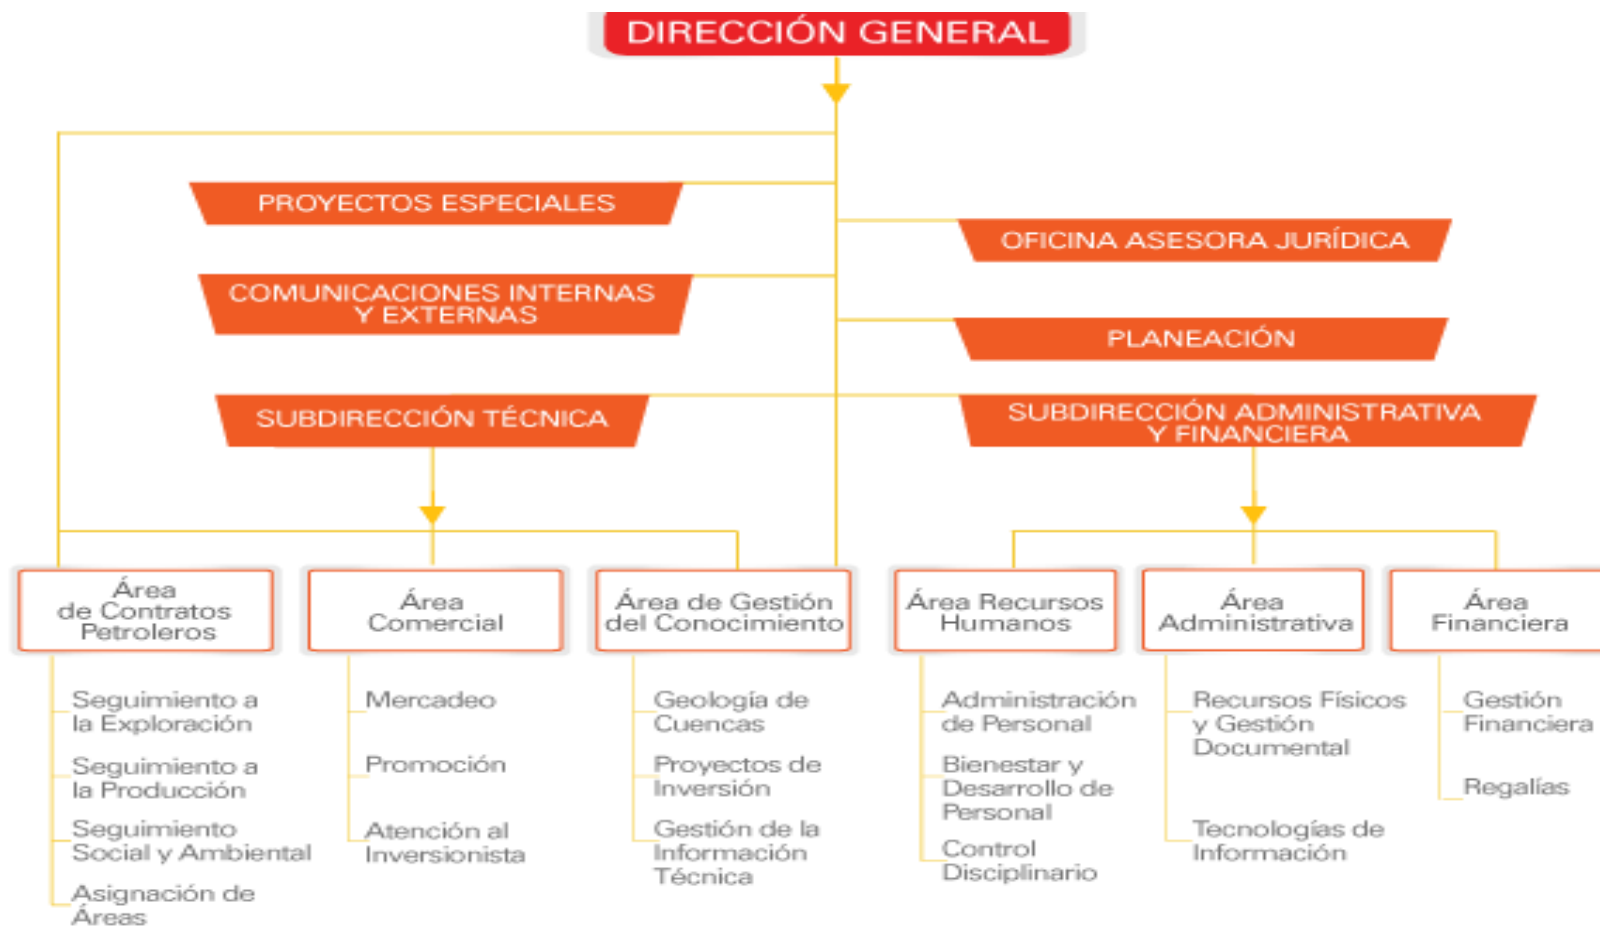 DIRECCIÓN GENERAL
PROYECTOS ESPECIALES
OFICINA ASESORA JURÍDICA
COMUNICACIONES INTERNAS
Y EXTERNAS
PLANEACIÓN
SUBDIRECCIÓN TÉCNICA
SUBDIRECCIÓN ADMINISTRATIVA
Y FINANCIERA
Área
de Contratos
Petroleros
Seguimiento a
la Exploración
Seguimiento a
la Producción
Seguimiento
Social y Ambiental
Asignación de
Áreas
Área
Comercial
Mercadeo
Promoción
Atención al
Inversionista
Área de Gestión
del Conocimiento
Geología de
Cuencas
Proyectos de
Inversión
Gestión de la
Información
Técnica
Área Recursos
Humanos
Administración
de Personal
Bienestar y
Desarrollo de
Personal
Control
Disciplinario
Área
Administrativa
Recursos Físicos
y Gestión
Documental
Tecnologías de
Información
Área
Financiera
Gestión
Financiera
Regalías